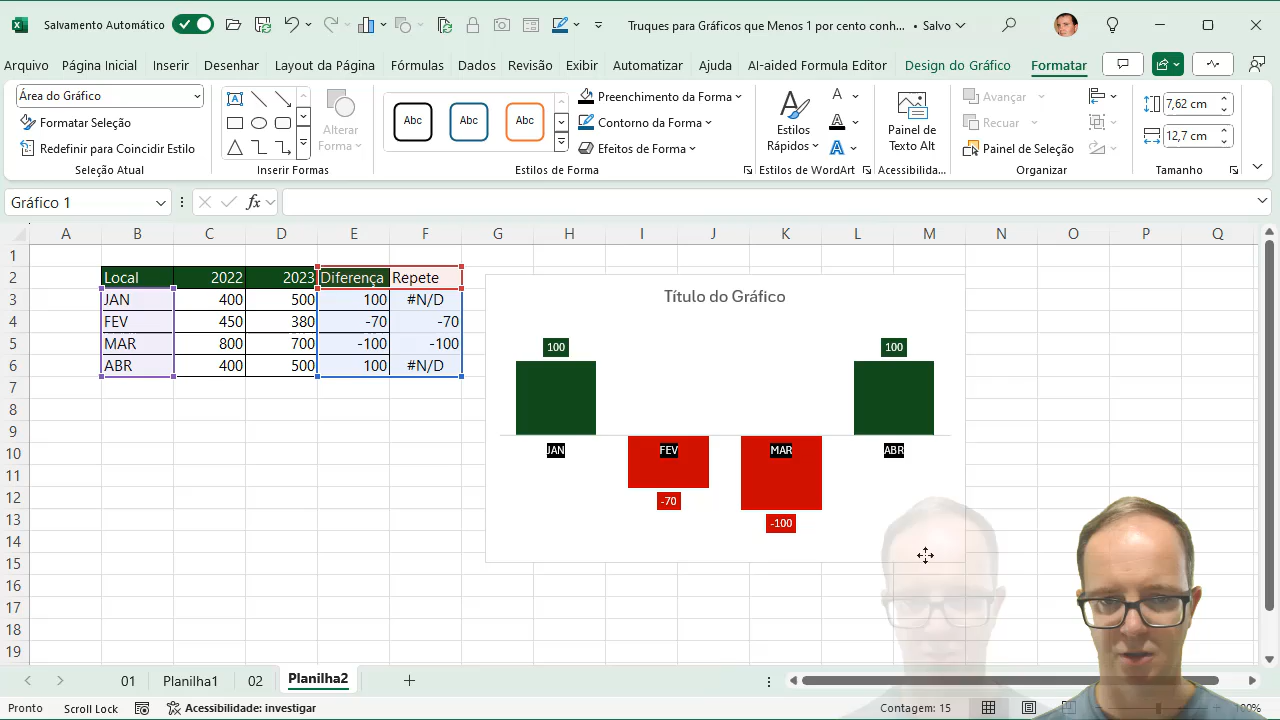 Salvamento Automático
Truques para Gráficos que Menos 1 por cento conh... • Salvo
Arquivo Página Inicial Inserir Desenhar Layout da Página Fórmulas Dados Revisão Exibir Automatizar Ajuda AI-aided Formula Editor Design do Gráfico Formatar
Área do Gráfico
Formatar Seleção
Redefinir para Coincidir Estilo
Seleção Atual
Alterar
Forma
Inserir Formas
Abc Abc Abc
Preenchimento da Forma
Contorno da Forma
Efeitos de Forma
Estilos de Forma
Estilos
Rápidos
Estilos de WordArt
Painel de
Texto Alt
Acessibilida...
Avançar
Recuar
Painel de Seleção
Organizar
7,62 cm
12,7 cm
Tamanho
Gráfico 1
fx
A B C D E F G H I J K L M N O P Q
1
2 Local 2022 2023 Diferença Repete
3 JAN 400 500 100 #N/D
4 FEV 450 380 -70 -70
5 MAR 800 700 -100 -100
6 ABR 400 500 100 #N/D
7
8
9
10
11
12
13
14
15
16
17
18
19
Título do Gráfico
100 100
JAN FEV MAR ABR
-70
-100
01 Planilha1 02 Planilha2
Pronto Scroll Lock Acessibilidade: investigar Contagem: 15 100%